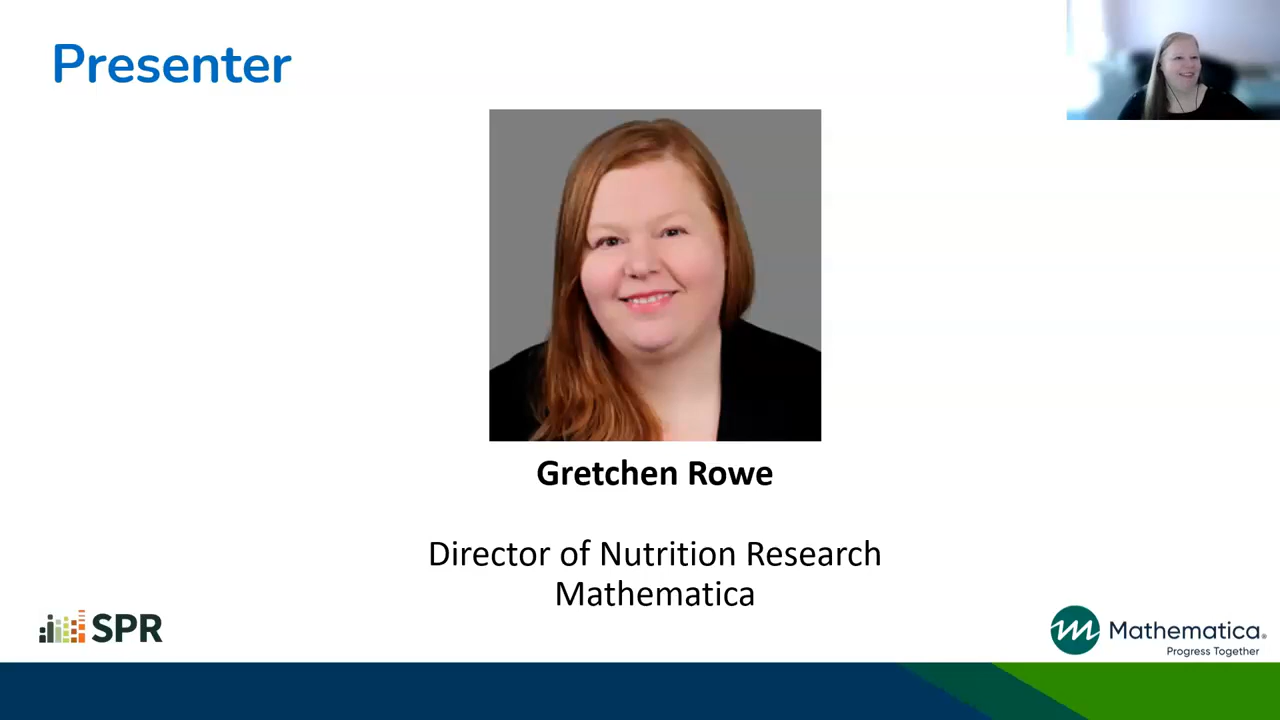 Presenter
Gretchen Rowe
Director of Nutrition Research
Mathematica
SPR
Mathematica®
Progress Together